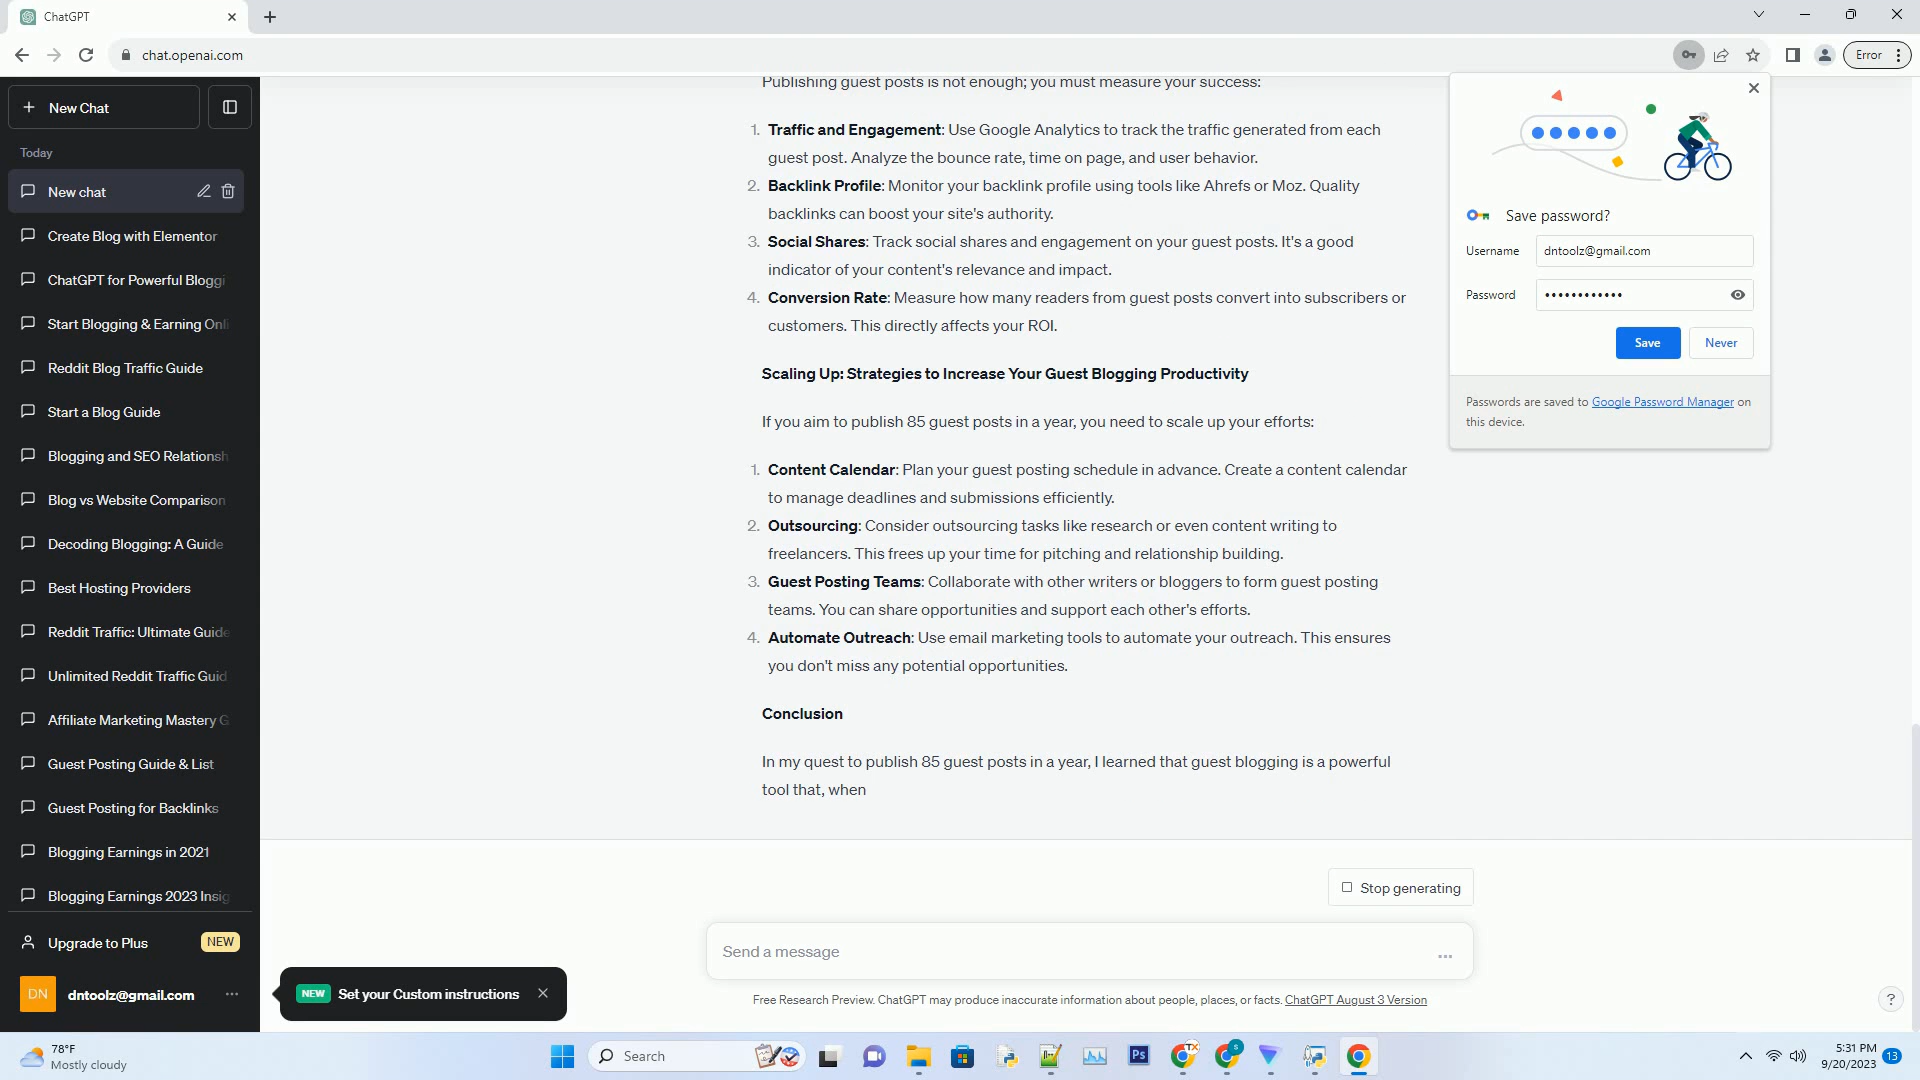 ChatGPT
chat.openai.com
Error
New Chat
Today
New chat
Create Blog with Elementor
ChatGPT for Powerful Bloggi
Start Blogging & Earning Onli
Reddit Blog Traffic Guide
Start a Blog Guide
Blogging and SEO Relationsh
Blog vs Website Comparison
Decoding Blogging: A Guide
Best Hosting Providers
Reddit Traffic: Ultimate Guide
Unlimited Reddit Traffic Guid
Affiliate Marketing Mastery G
Guest Posting Guide & List
Guest Posting for Backlinks
Blogging Earnings in 2021
Blogging Earnings 2023 Insig
Upgrade to Plus
NEW
DN
dntoolz@gmail.com
NEW Set your Custom instructions
Publishing guest posts is not enough; you must measure your success:
1. Traffic and Engagement: Use Google Analytics to track the traffic generated from each
guest post. Analyze the bounce rate, time on page, and user behavior.
2. Backlink Profile: Monitor your backlink profile using tools like Ahrefs or Moz. Quality
backlinks can boost your site's authority.
3. Social Shares: Track social shares and engagement on your guest posts. It's a good
indicator of your content's relevance and impact.
4. Conversion Rate: Measure how many readers from guest posts convert into subscribers or
customers. This directly affects your ROI.
Scaling Up: Strategies to Increase Your Guest Blogging Productivity
If you aim to publish 85 guest posts in a year, you need to scale up your efforts:
1. Content Calendar: Plan your guest posting schedule in advance. Create a content calendar
to manage deadlines and submissions efficiently.
2. Outsourcing: Consider outsourcing tasks like research or even content writing to
freelancers. This frees up your time for pitching and relationship building.
3. Guest Posting Teams: Collaborate with other writers or bloggers to form guest posting
teams. You can share opportunities and support each other's efforts.
4. Automate Outreach: Use email marketing tools to automate your outreach. This ensures
you don't miss any potential opportunities.
Conclusion
In my quest to publish 85 guest posts in a year, I learned that guest blogging is a powerful
tool that, when
Stop generating
Send a message
Free Research Preview. ChatGPT may produce inaccurate information about people, places, or facts. ChatGPT August 3 Version
?
Save password?
Username
dntoolz@gmail.com
Password
Save
Never
Passwords are saved to Google Password Manager on
this device.
78°F
Mostly cloudy
Search
Ps
TX
S
5:31 PM
9/20/2023
13